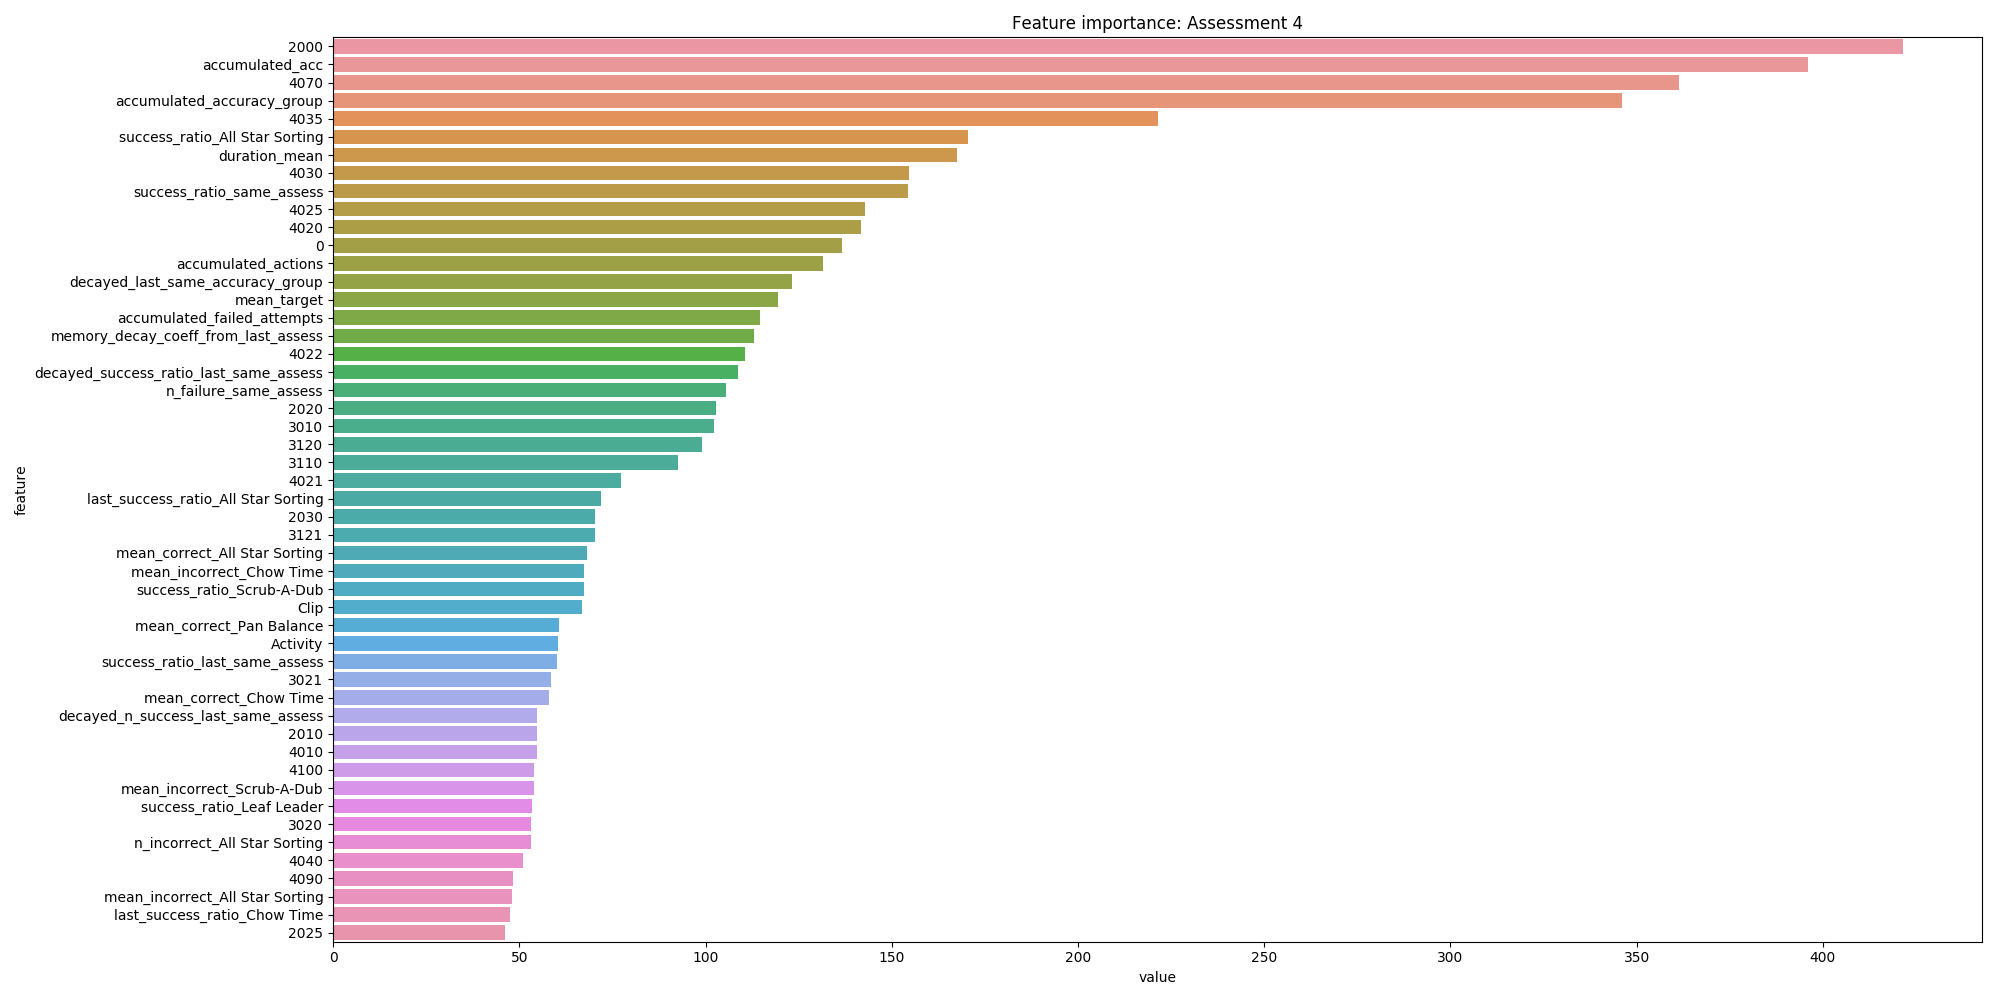 Feature importance: Assessment 4
2000
accumulated_acc
4070
accumulated_accuracy_group
4035
success_ratio_All Star Sorting
duration_mean
4030
success_ratio_same_assess
4025
4020
0
accumulated_actions
decayed_last_same_accuracy_group
mean_target
accumulated_failed_attempts
memory_decay_coeff_from_last_assess
4022
decayed_success_ratio_last_same_assess
n_failure_same_assess
2020
3010
3120
3110
4021
last_success_ratio_All Star Sorting
2030
3121
mean_correct_All Star Sorting
mean_incorrect_Chow Time
success_ratio_Scrub-A-Dub
Clip
mean_correct_Pan Balance
Activity
success_ratio_last_same_assess
3021
mean_correct_Chow Time
decayed_n_success_last_same_assess
2010
4010
4100
mean_incorrect_Scrub-A-Dub
success_ratio_Leaf Leader
3020
n_incorrect_All Star Sorting
4040
4090
mean_incorrect_All Star Sorting
last_success_ratio_Chow Time
2025
feature
0 50 100 150 200 250 300 350 400
value